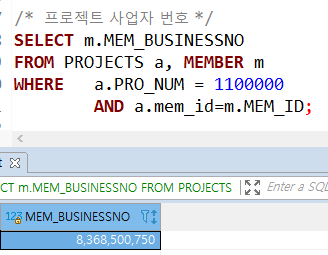 /* 프로젝트 사업자 번호 */
SELECT m.MEM_BUSINESSNO
FROM PROJECTS a, MEMBER m
WHERE a.PRO_NUM = 1100000
AND a.mem_id=m.MEM_ID;
CT m.MEM_BUSINESSNO FROM PROJECTS
Enter a SQL
123 MEM_BUSINESSNO
8,368,500,750